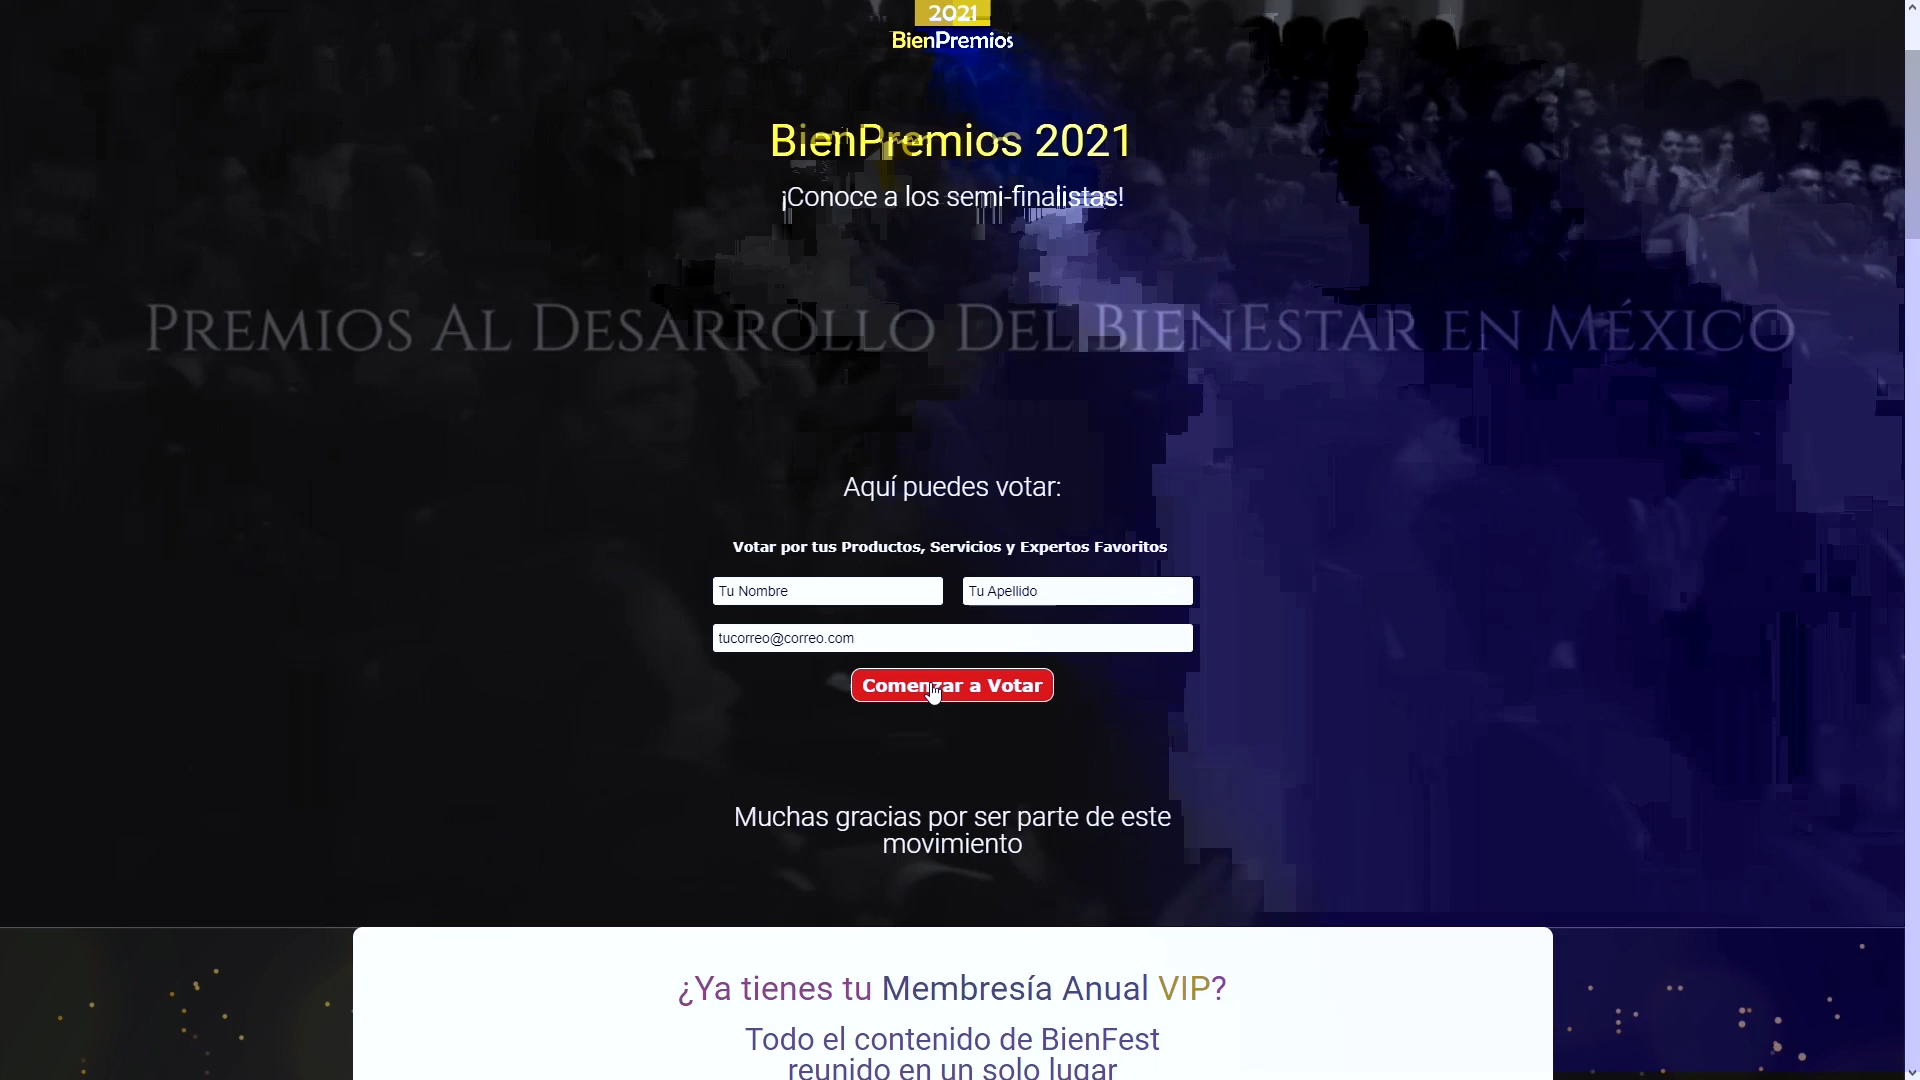 2021
BienPremios
BienPremios 2021
¡Conoce a los semi-finalistas!
Premios Al Desarrollo Del BienEstar en México
Aquí puedes votar:
Votar por tus Productos, Servicios y Expertos Favoritos
Tu Nombre
Tu Apellido
tucorreo@correo.com
Comenzar a Votar
Muchas gracias por ser parte de este
movimiento
¿Ya tienes tu Membresía Anual VIP?
Todo el contenido de BienFest
reunido en un solo lugar